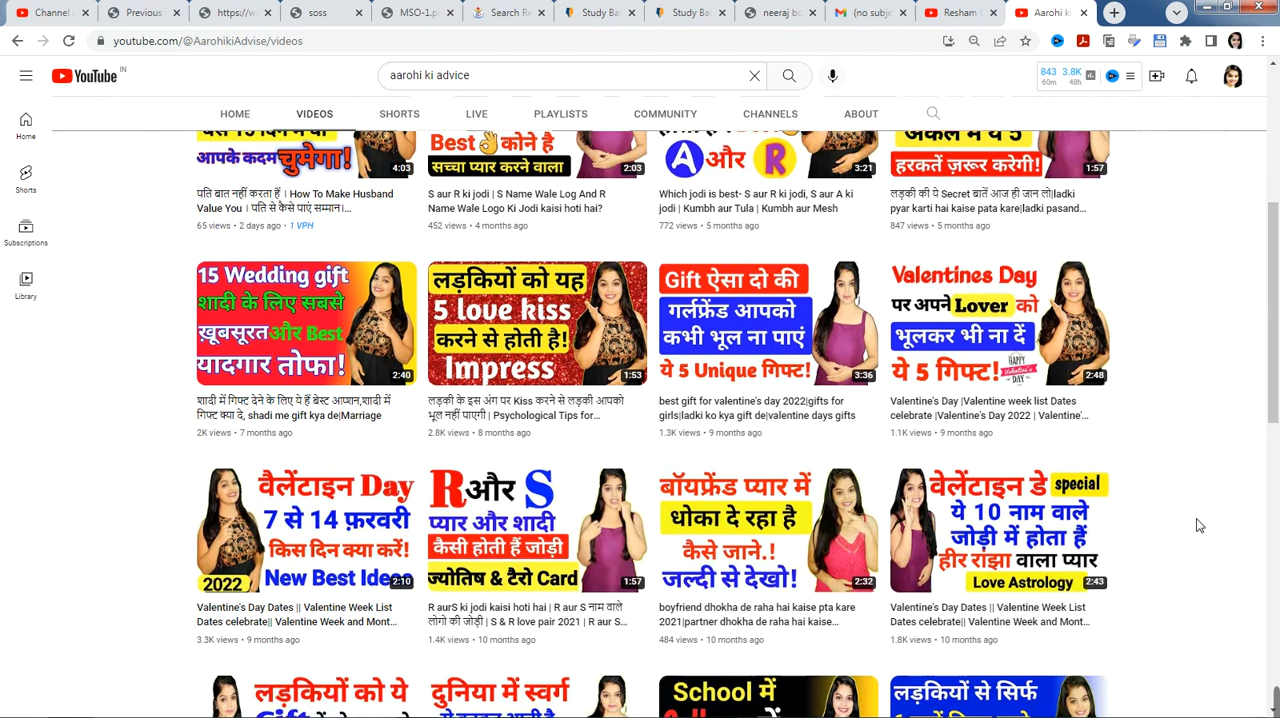 Channel
Previous
https://w
soss
MSO-1.p
Search R
Study Ba
Study Ba
neeraj bo
(no subje
Resham
Aarohi ki
youtube.com/@AarohikiAdvise/videos
YouTube IN
aarohi ki advice
843 3.8K
60m 48h
HOME VIDEOS SHORTS LIVE PLAYLISTS COMMUNITY CHANNELS ABOUT
Home
Shorts
Subscriptions
Library
आपके कदम चुमेगा!
4:03
पति बात नहीं करता हैं । How To Make Husband
Value You । पति से कैसे पाएं सम्मान।...
65 views • 2 days ago • 1 VPH
Best कोने है
सच्चा प्यार करने वाला
2:03
S aur R ki jodi | S Name Wale Log And R
Name Wale Logo Ki Jodi kaisi hoti hai?
452 views • 4 months ago
A और R
3:21
Which jodi is best- S aur R ki jodi, S aur A ki
jodi | Kumbh aur Tula | Kumbh aur Mesh
772 views • 5 months ago
अकेल में ये 5
हरकतें ज़रूर करेगी!
1:57
लड़की की ये Secret बातें आज ही जान लो|ladki
pyar karti hai kaise pata kare|ladki pasand...
847 views • 5 months ago
15 Wedding gift
शादी के लिए सबसे
ख़ूबसूरत और Best
यादगार तोफा!
2:40
शादी में गिफ्ट देने के लिए ये हैं बेस्ट आप्शन,शादी में
गिफ्ट क्या दे, shadi me gift kya de|Marriage
2K views • 7 months ago
लड़कियों को यह
5 love kiss
करने से होती है!
Impress
1:53
लड़की के इस अंग पर Kiss करने से लड़की आपको
भूल नहीं पाएगी | Psychological Tips for...
2.8K views • 8 months ago
Gift ऐसा दो की
गर्लफ्रेंड आपको
कभी भूल ना पाएं
ये 5 Unique गिफ्ट!
3:36
best gift for valentine's day 2022|gifts for
girls|ladki ko kya gift de|valentine days gifts
1.3K views • 9 months ago
Valentines Day
पर अपने Lover को
भूलकर भी ना दें
ये 5 गिफ्ट!
HAPPY Valentine's DAY
2:48
Valentine's Day |Valentine week list Dates
celebrate |Valentine's Day 2022 | Valentine'...
1.1K views • 9 months ago
वैलेंटाइन Day
7 से 14 फ़रवरी
किस दिन क्या करें!
2022 New Best Idea
2:10
Valentine's Day Dates || Valentine Week List
Dates celebrate|| Valentine Week and Mont...
3.3K views • 9 months ago
R और S
प्यार और शादी
कैसी होती हैं जोड़ी
ज्योतिष & टैरो Card
1:57
R aurS ki jodi kaisi hoti hai | R aur S नाम वाले
लोगो की जोड़ी | S & R love pair 2021 | R aur S...
1.4K views • 10 months ago
बॉयफ्रेंड प्यार में
धोका दे रहा है
कैसे जाने.!
जल्दी से देखो!
2:32
boyfriend dhokha de raha hai kaise pta kare
2021|partner dhokha de raha hai kaise...
484 views • 10 months ago
वेलेंटाइन डे special
ये 10 नाम वाले
जोड़ी में होता हैं
हीर रांझा वाला प्यार
Love Astrology
2:43
Valentine's Day Dates || Valentine Week List
Dates celebrate|| Valentine Week and Mont...
1.8K views • 10 months ago
लड़कियों को ये
दुनिया में स्वर्ग
School में
लड़कियों से सिर्फ